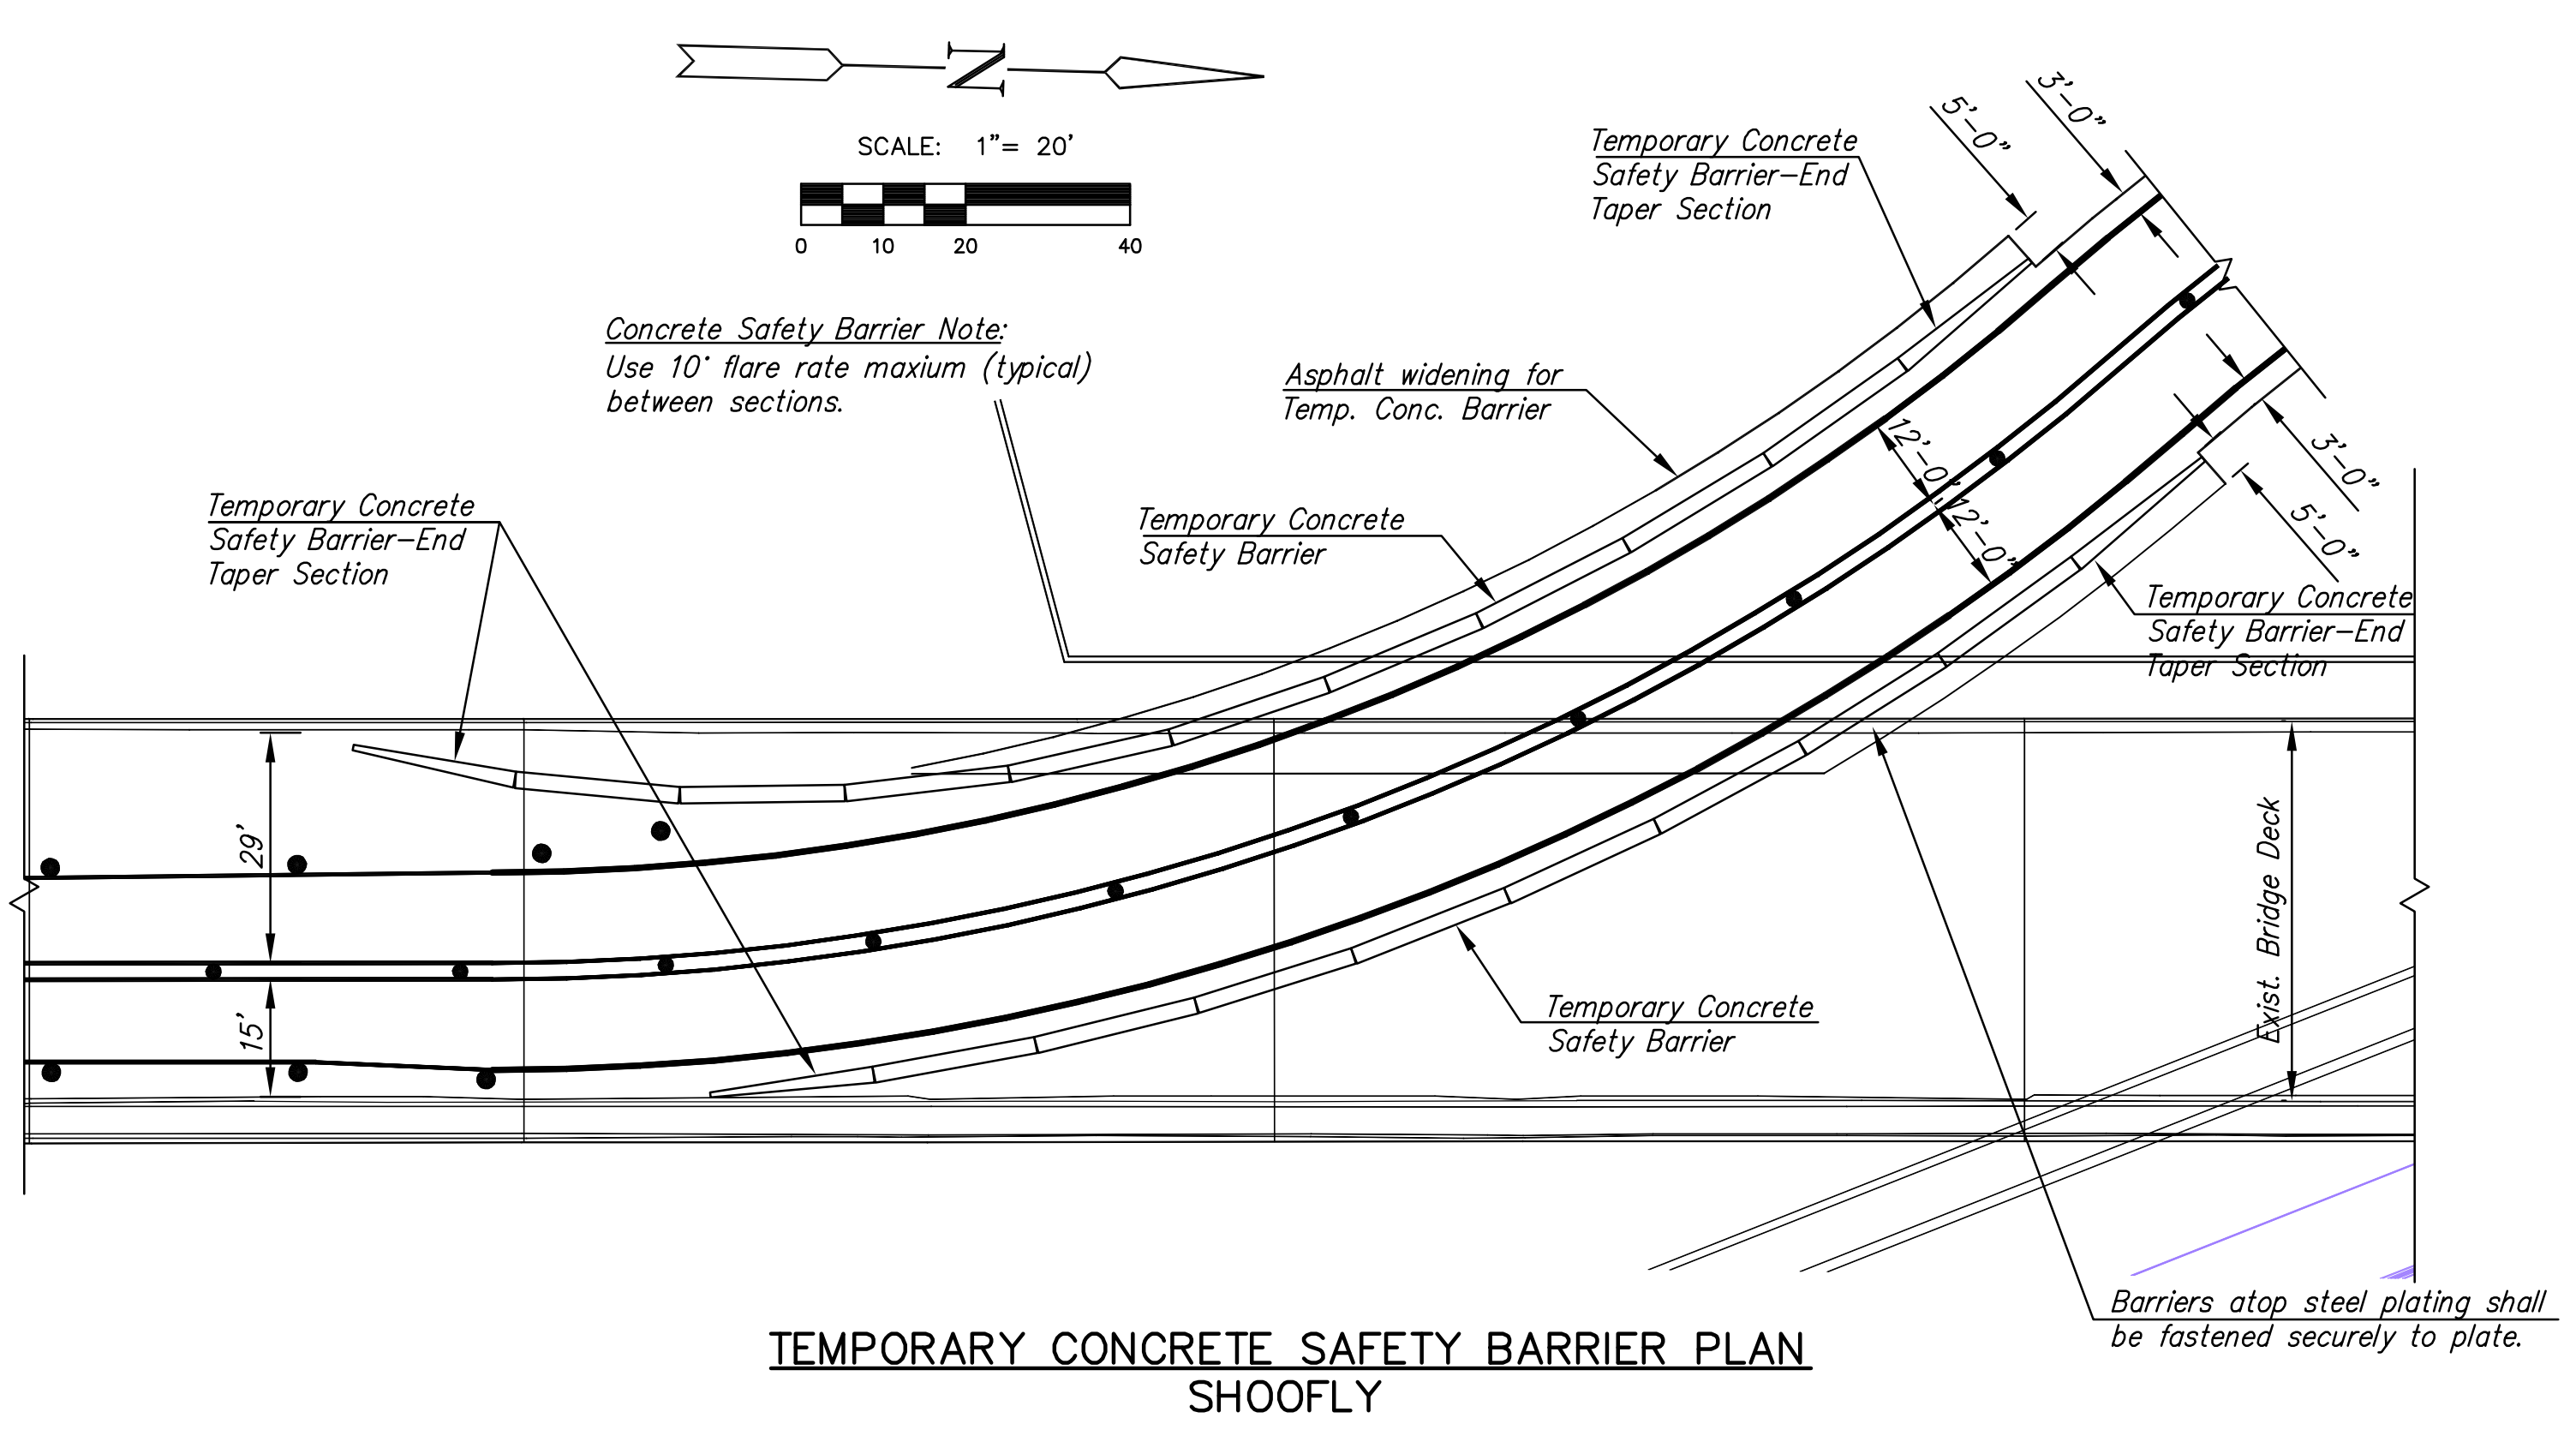 N
SCALE: 1"= 20'
0 10 20 40
Concrete Safety Barrier Note:
Use 10° flare rate maxium (typical)
between sections.
Temporary Concrete
Safety Barrier-End
Taper Section
3'-0"
5'-0"
Temporary Concrete
Safety Barrier-End
Taper Section
Asphalt widening for
Temp. Conc. Barrier
Temporary Concrete
Safety Barrier
12'-0"
12'-0"
3'-0"
5'-0"
Temporary Concrete
Safety Barrier-End
Taper Section
29'
15'
Exist. Bridge Deck
Temporary Concrete
Safety Barrier
Barriers atop steel plating shall
be fastened securely to plate.
TEMPORARY CONCRETE SAFETY BARRIER PLAN
SHOOFLY